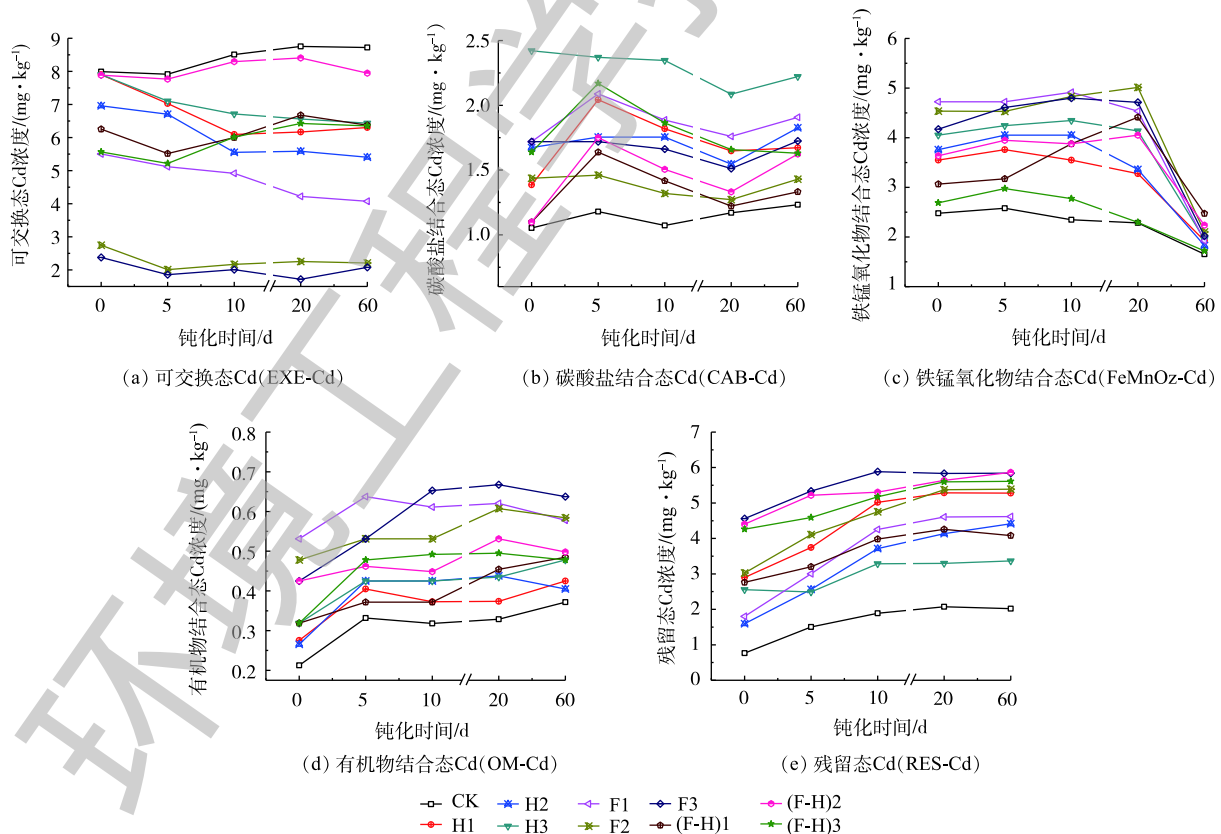 可交换态Cd浓度/(mg·kg⁻¹)
9
8
7
6
5
4
3
2
0 5 10 20 60
钝化时间/d
(a) 可交换态Cd(EXE-Cd)
碳酸盐结合态Cd浓度/(mg·kg⁻¹)
2.5
2.0
1.5
1.0
0 5 10 20 60
钝化时间/d
(b) 碳酸盐结合态Cd(CAB-Cd)
铁锰氧化物结合态Cd浓度/(mg·kg⁻¹)
6
5
4
3
2
1
0 5 10 20 60
钝化时间/d
(c) 铁锰氧化物结合态Cd(FeMnOz-Cd)
有机物结合态Cd浓度/(mg·kg⁻¹)
0.8
0.7
0.6
0.5
0.4
0.3
0.2
0 5 10 20 60
钝化时间/d
(d) 有机物结合态Cd(OM-Cd)
残留态Cd浓度/(mg·kg⁻¹)
7
6
5
4
3
2
1
0
0 5 10 20 60
钝化时间/d
(e) 残留态Cd(RES-Cd)
CK H2 F1 F3 (F-H)2
H1 H3 F2 (F-H)1 (F-H)3
环境工程学